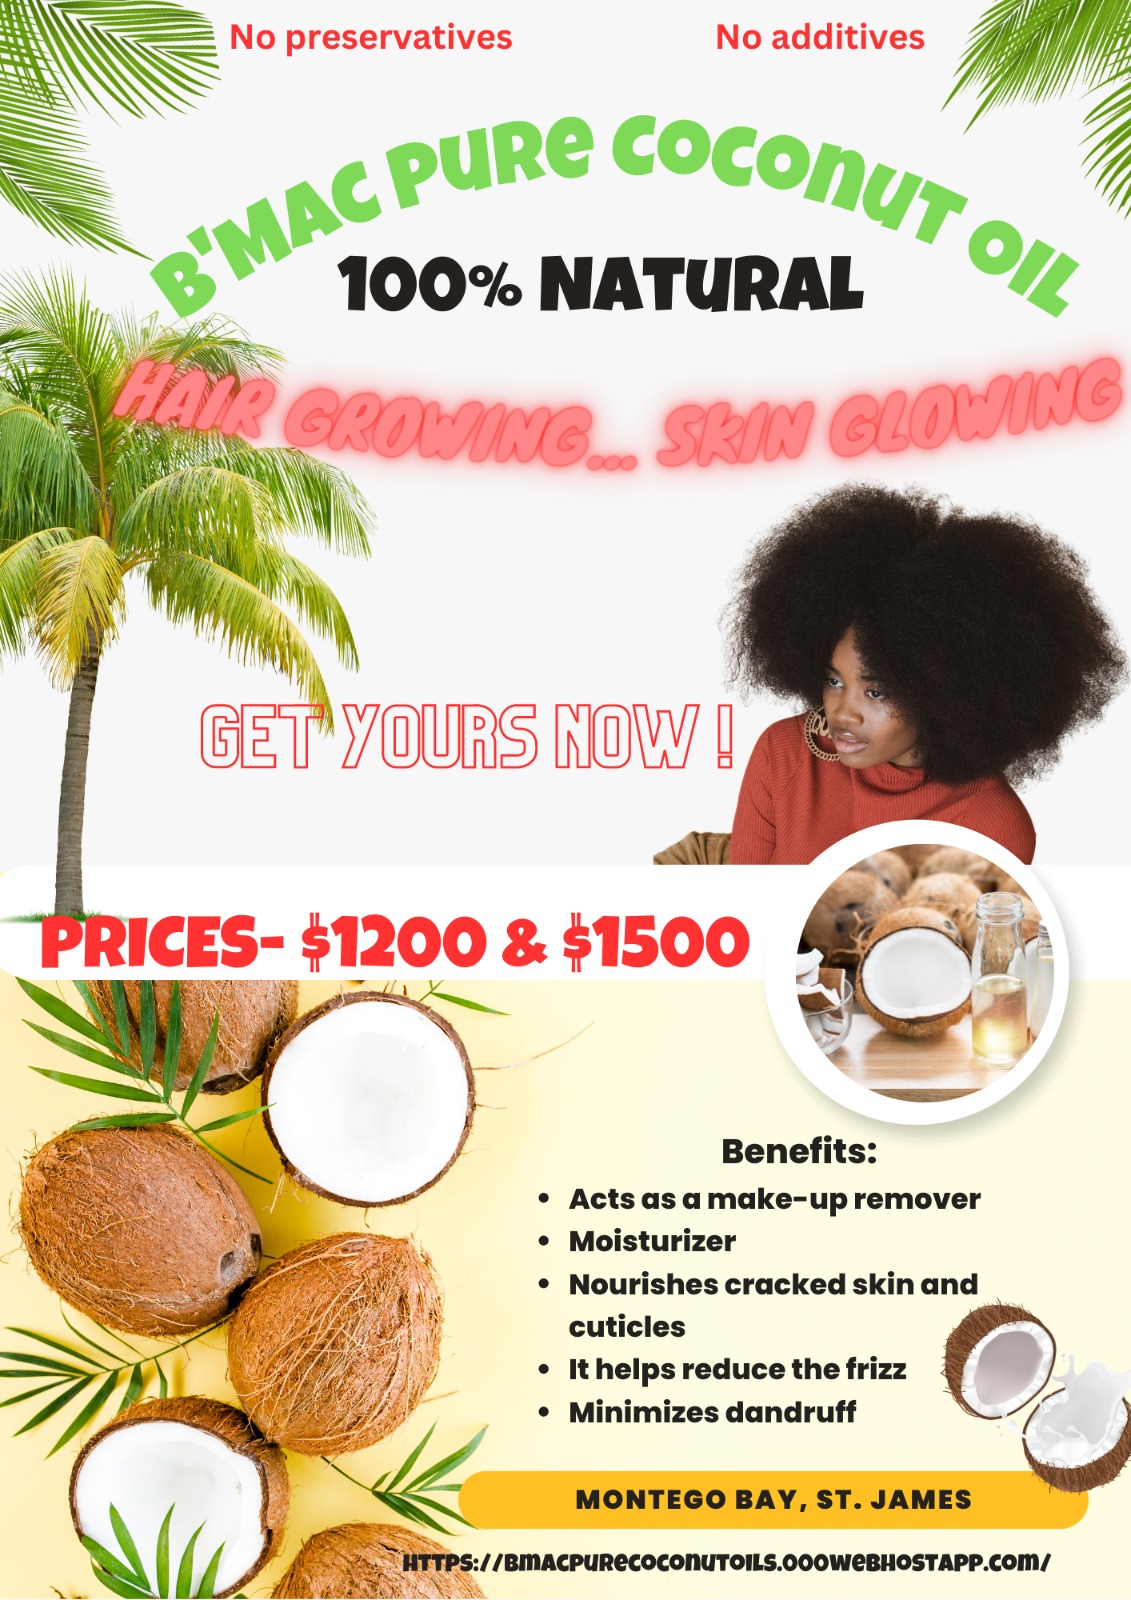 No preservatives No additives
B'MAC PURE COCONUT OIL
100% NATURAL
HAIR GROWING... SKIN GLOWING
GET YOURS NOW !
PRICES- $1200 & $1500
Benefits:
• Acts as a make-up remover
• Moisturizer
• Nourishes cracked skin and
cuticles
• It helps reduce the frizz
• Minimizes dandruff
MONTEGO BAY, ST. JAMES
HTTPS://BMACPURECOCONUTOILS.000WEBHOSTAPP.COM/